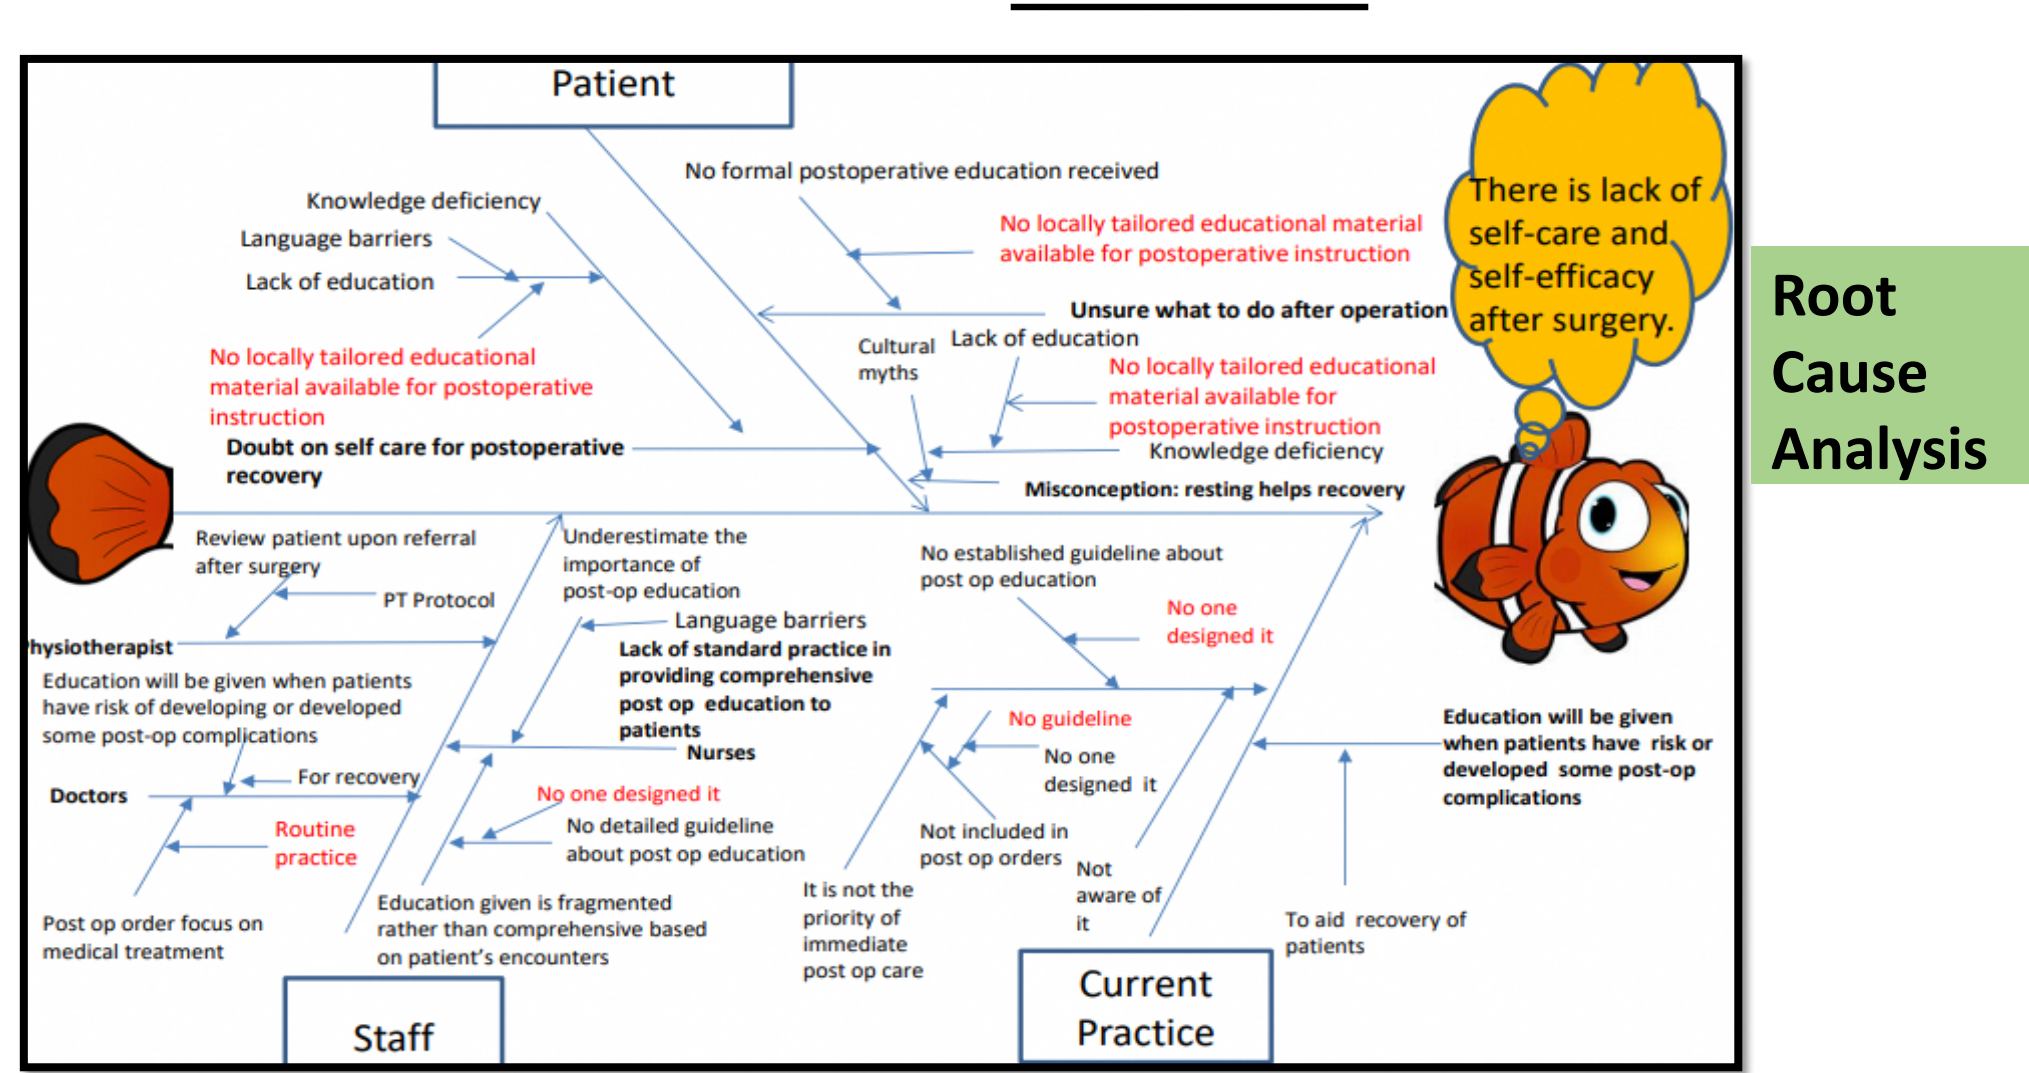 Patient
No formal postoperative education received
Knowledge deficiency
Language barriers
Lack of education
No locally tailored educational
material available for postoperative
instruction
Doubt on self care for postoperative
recovery
No locally tailored educational material
available for postoperative instruction
Unsure what to do after operation
Cultural
myths
Lack of education
No locally tailored educational
material available for
postoperative instruction
Knowledge deficiency
Misconception: resting helps recovery
There is lack of
self-care and
self-efficacy
after surgery.
Root
Cause
Analysis
Review patient upon referral
after surgery
PT Protocol
hysiotherapist
Education will be given when patients
have risk of developing or developed
some post-op complications
For recovery
Doctors
Routine
practice
Post op order focus on
medical treatment
Underestimate the
importance of
post-op education
Language barriers
Lack of standard practice in
providing comprehensive
post op education to
patients
Nurses
No one designed it
No detailed guideline
about post op education
Education given is fragmented
rather than comprehensive based
on patient's encounters
Staff
No established guideline about
post op education
No one
designed it
No guideline
No one
designed it
Not included in
post op orders
It is not the
priority of
immediate
post op care
Not
aware of
it
Education will be given
when patients have risk or
developed some post-op
complications
To aid recovery of
patients
Current
Practice